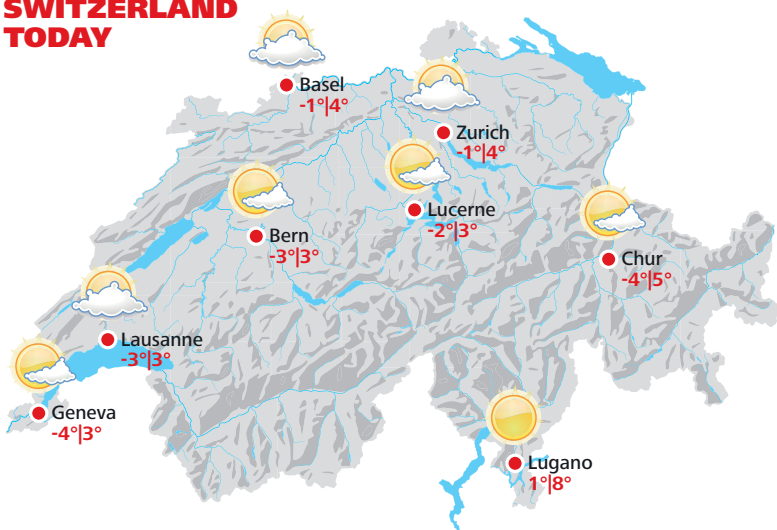 SWITZERLAND
TODAY
Basel
-1°|4°
Zurich
-1°|4°
Lucerne
-2°|3°
Bern
-3°|3°
Chur
-4°|5°
Lausanne
-3°|3°
Geneva
-4°|3°
Lugano
1°|8°